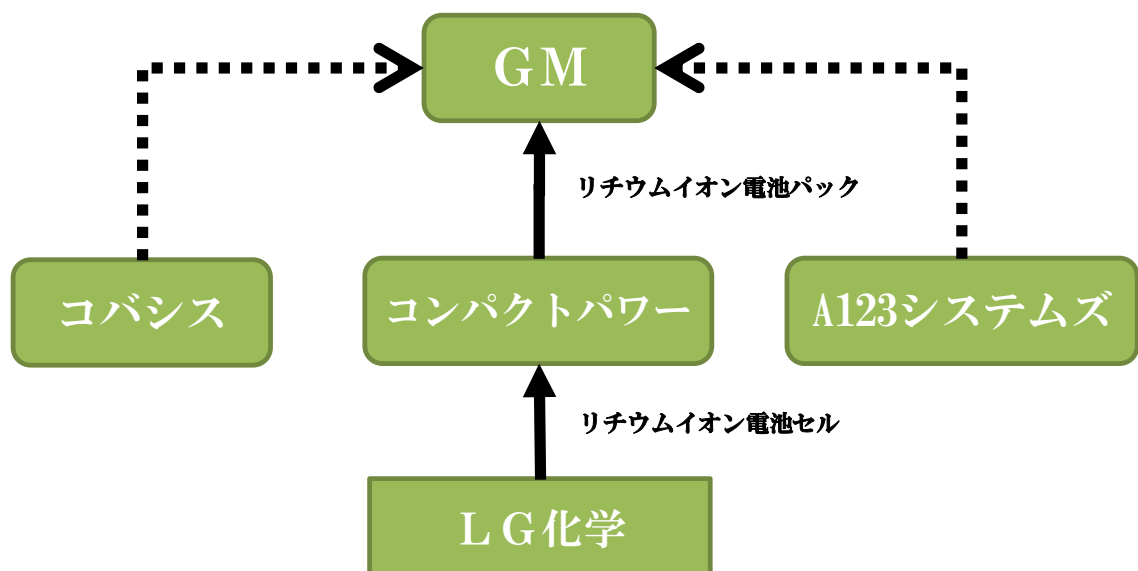 GM
リチウムイオン電池パック
コバシス
コンパクトパワー
A123システムズ
リチウムイオン電池セル
ＬＧ化学